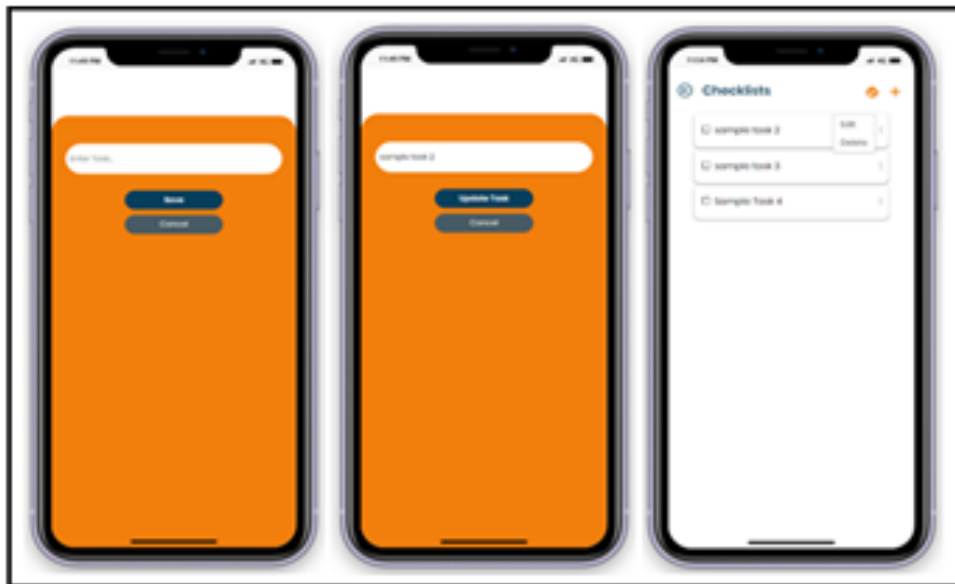 Enter Task...
Save
Cancel
sample task 2
Update Task
Cancel
Checklists
sample task 2
Edit
Delete
sample task 3
Sample Task 4